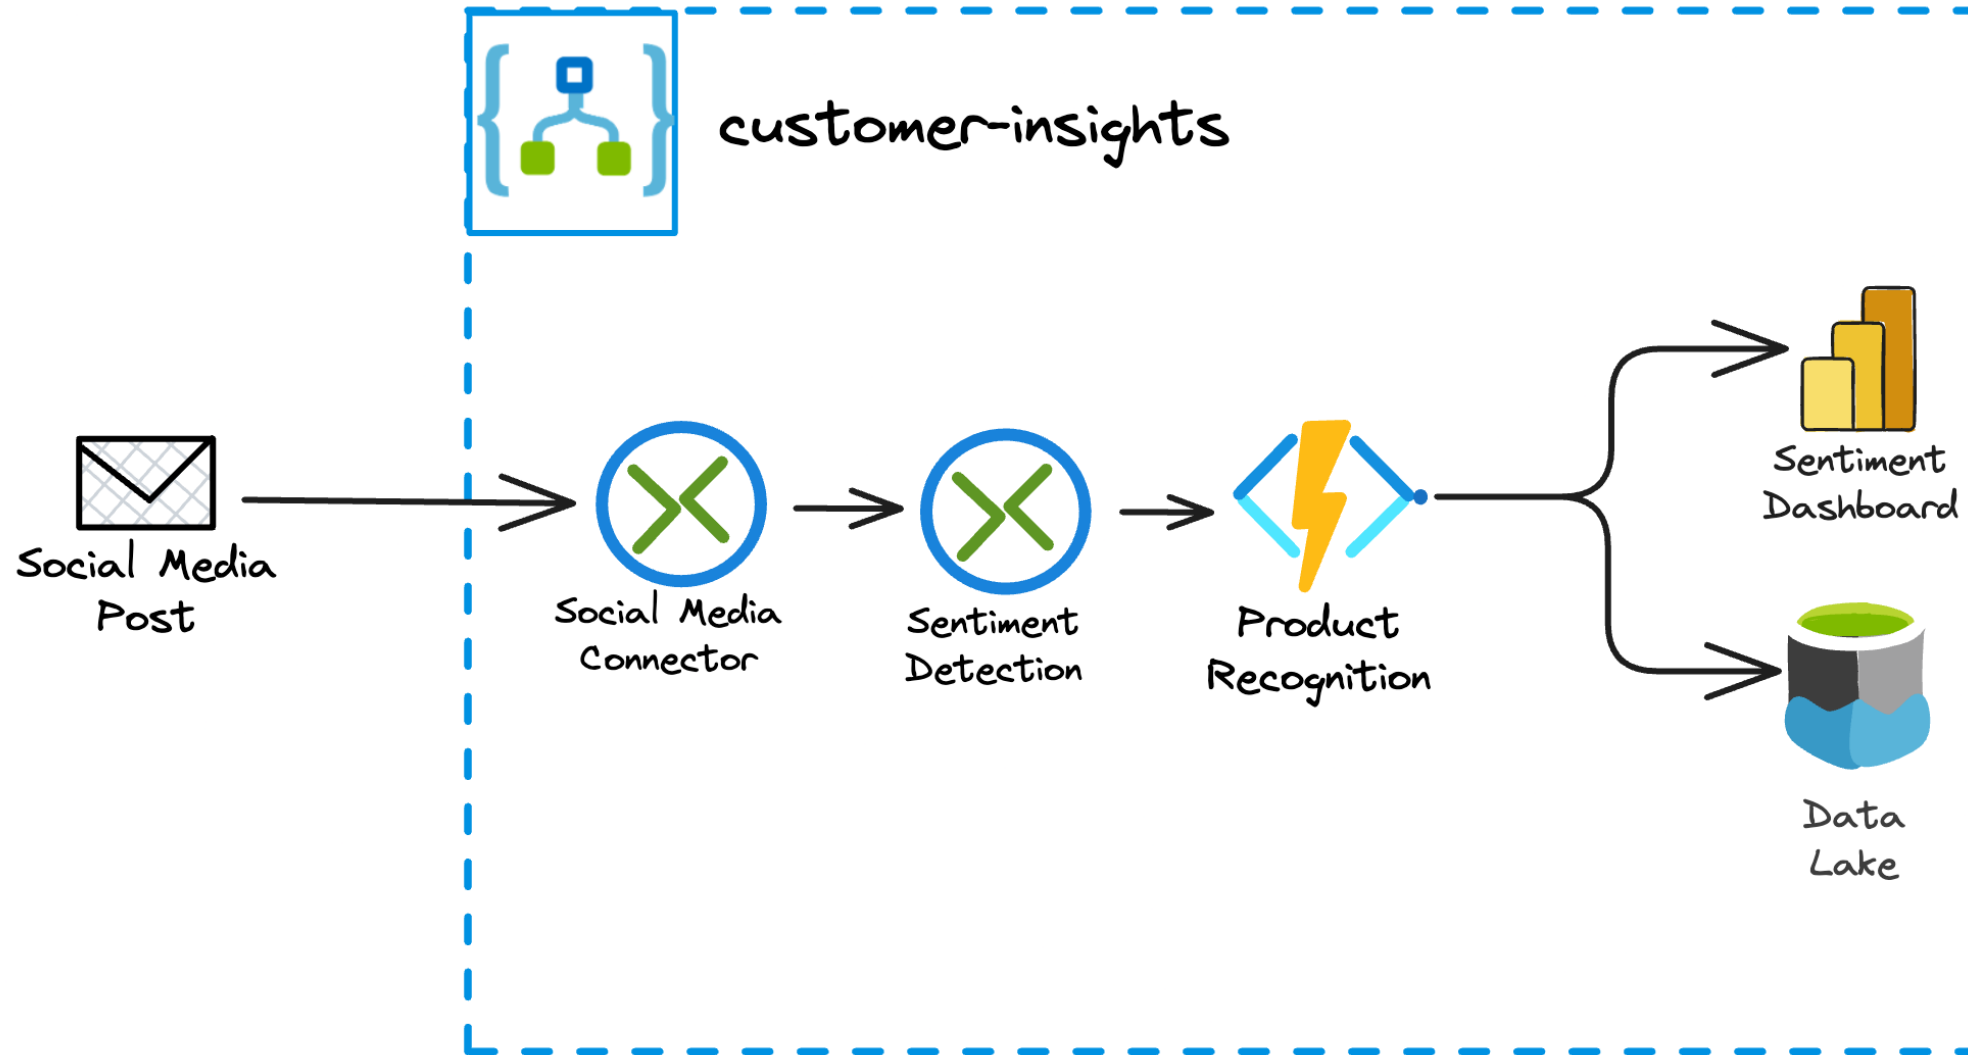 customer-insights
Social Media
Post
Social Media
Connector
Sentiment
Detection
Product
Recognition
Sentiment
Dashboard
Data
Lake